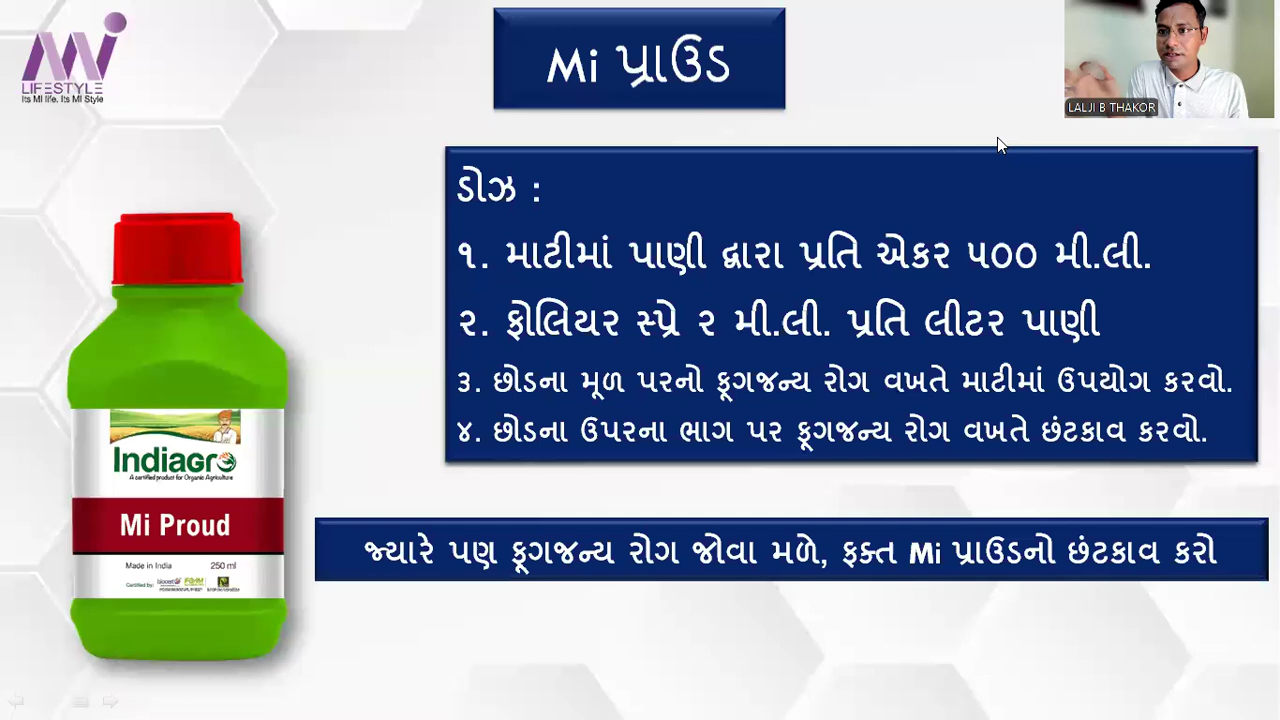 Mi
LIFESTYLE
Its MI life. Its MI Style
Mi પ્રાઉડ
LALJI B THAKOR
ડોઝ :
૧. માટીમાં પાણી દ્વારા પ્રતિ એકર ૫૦૦ મી.લી.
૨. ફોલિયર સ્પ્રે ૨ મી.લી. પ્રતિ લીટર પાણી
૩. છોડના મૂળ પરનો ફૂગજન્ય રોગ વખતે માટીમાં ઉપયોગ કરવો.
૪. છોડના ઉપરના ભાગ પર ફૂગજન્ય રોગ વખતે છંટકાવ કરવો.
Indiagro
A certified product for Organic Agriculture
Mi Proud
Made in India 250 ml
Certified by:
જ્યારે પણ ફૂગજન્ય રોગ જોવા મળે, ફક્ત Mi પ્રાઉડનો છંટકાવ કરો